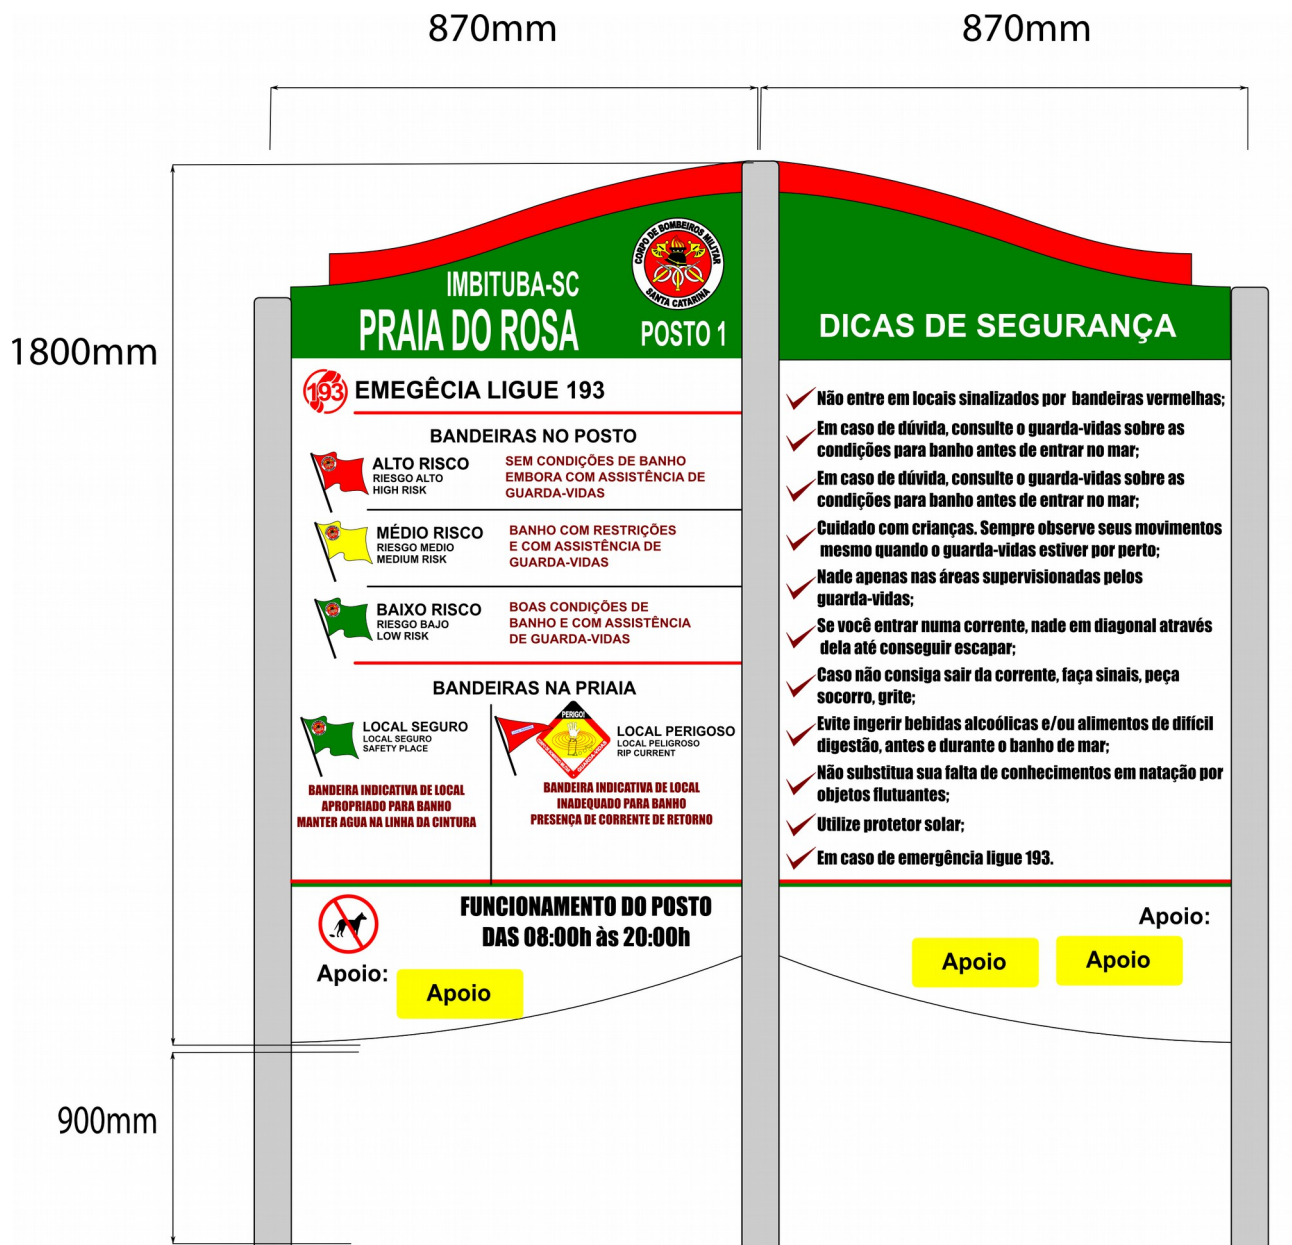 870mm
870mm
1800mm
900mm
CORPO DE BOMBEIROS MILITAR
SANTA CATARINA
IMBITUBA-SC
PRAIA DO ROSA
POSTO 1
193
EMEGÊCIA LIGUE 193
BANDEIRAS NO POSTO
ALTO RISCO
RIESGO ALTO
HIGH RISK
SEM CONDIÇÕES DE BANHO
EMBORA COM ASSISTÊNCIA DE
GUARDA-VIDAS
MÉDIO RISCO
RIESGO MEDIO
MEDIUM RISK
BANHO COM RESTRIÇÕES
E COM ASSISTÊNCIA DE
GUARDA-VIDAS
BAIXO RISCO
RIESGO BAJO
LOW RISK
BOAS CONDIÇÕES DE
BANHO E COM ASSISTÊNCIA
DE GUARDA-VIDAS
BANDEIRAS NA PRIAIA
LOCAL SEGURO
LOCAL SEGURO
SAFETY PLACE
BANDEIRA INDICATIVA DE LOCAL
APROPRIADO PARA BANHO
MANTER AGUA NA LINHA DA CINTURA
PERIGO!
GUARDA-VIDAS
LOCAL PERIGOSO
LOCAL PELIGROSO
RIP CURRENT
BANDEIRA INDICATIVA DE LOCAL
INADEQUADO PARA BANHO
PRESENÇA DE CORRENTE DE RETORNO
FUNCIONAMENTO DO POSTO
DAS 08:00h às 20:00h
Apoio:
Apoio
DICAS DE SEGURANÇA
Não entre em locais sinalizados por bandeiras vermelhas;
Em caso de dúvida, consulte o guarda-vidas sobre as
condições para banho antes de entrar no mar;
Em caso de dúvida, consulte o guarda-vidas sobre as
condições para banho antes de entrar no mar;
Cuidado com crianças. Sempre observe seus movimentos
mesmo quando o guarda-vidas estiver por perto;
Nade apenas nas áreas supervisionadas pelos
guarda-vidas;
Se você entrar numa corrente, nade em diagonal através
dela até conseguir escapar;
Caso não consiga sair da corrente, faça sinais, peça
socorro, grite;
Evite ingerir bebidas alcoólicas e/ou alimentos de difícil
digestão, antes e durante o banho de mar;
Não substitua sua falta de conhecimentos em natação por
objetos flutuantes;
Utilize protetor solar;
Em caso de emergência ligue 193.
Apoio:
Apoio
Apoio